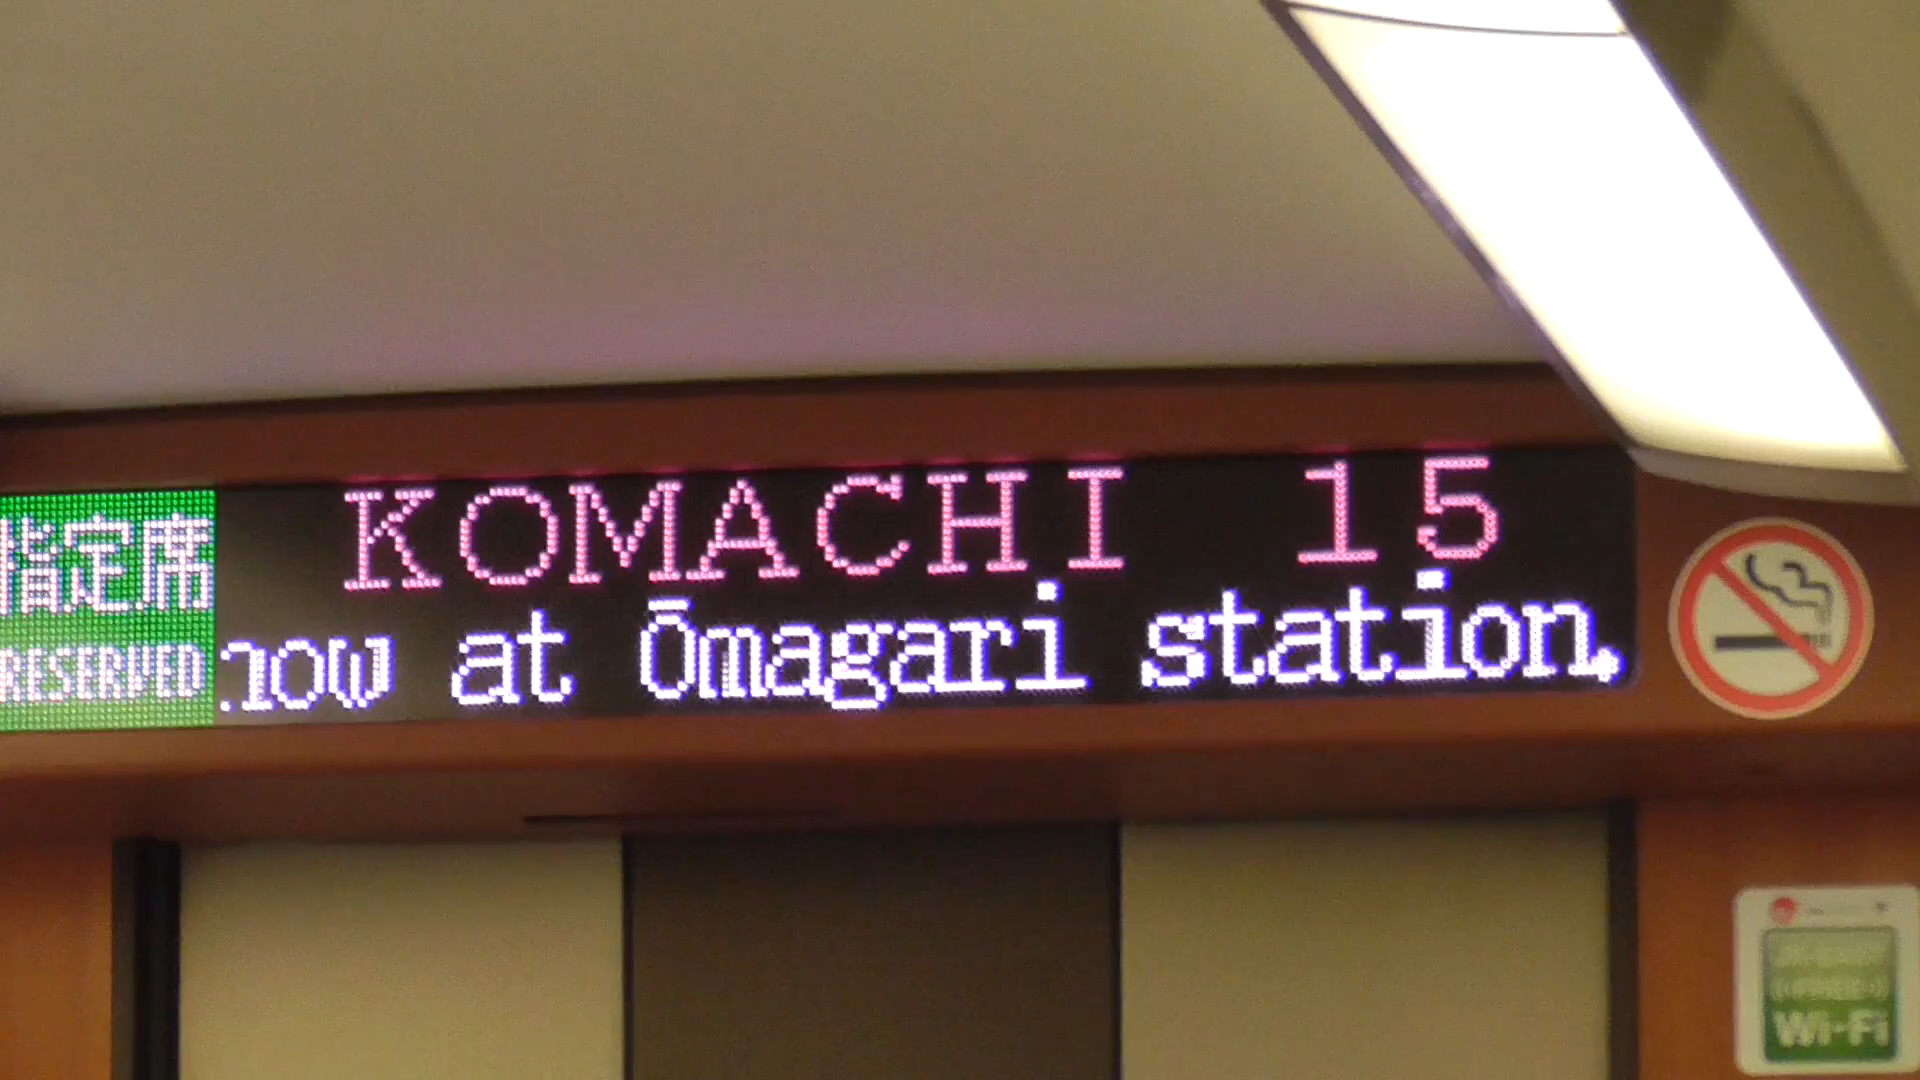 指定席
RESERVED
KOMACHI 15
now at Ōmagari station.
Wi-Fi